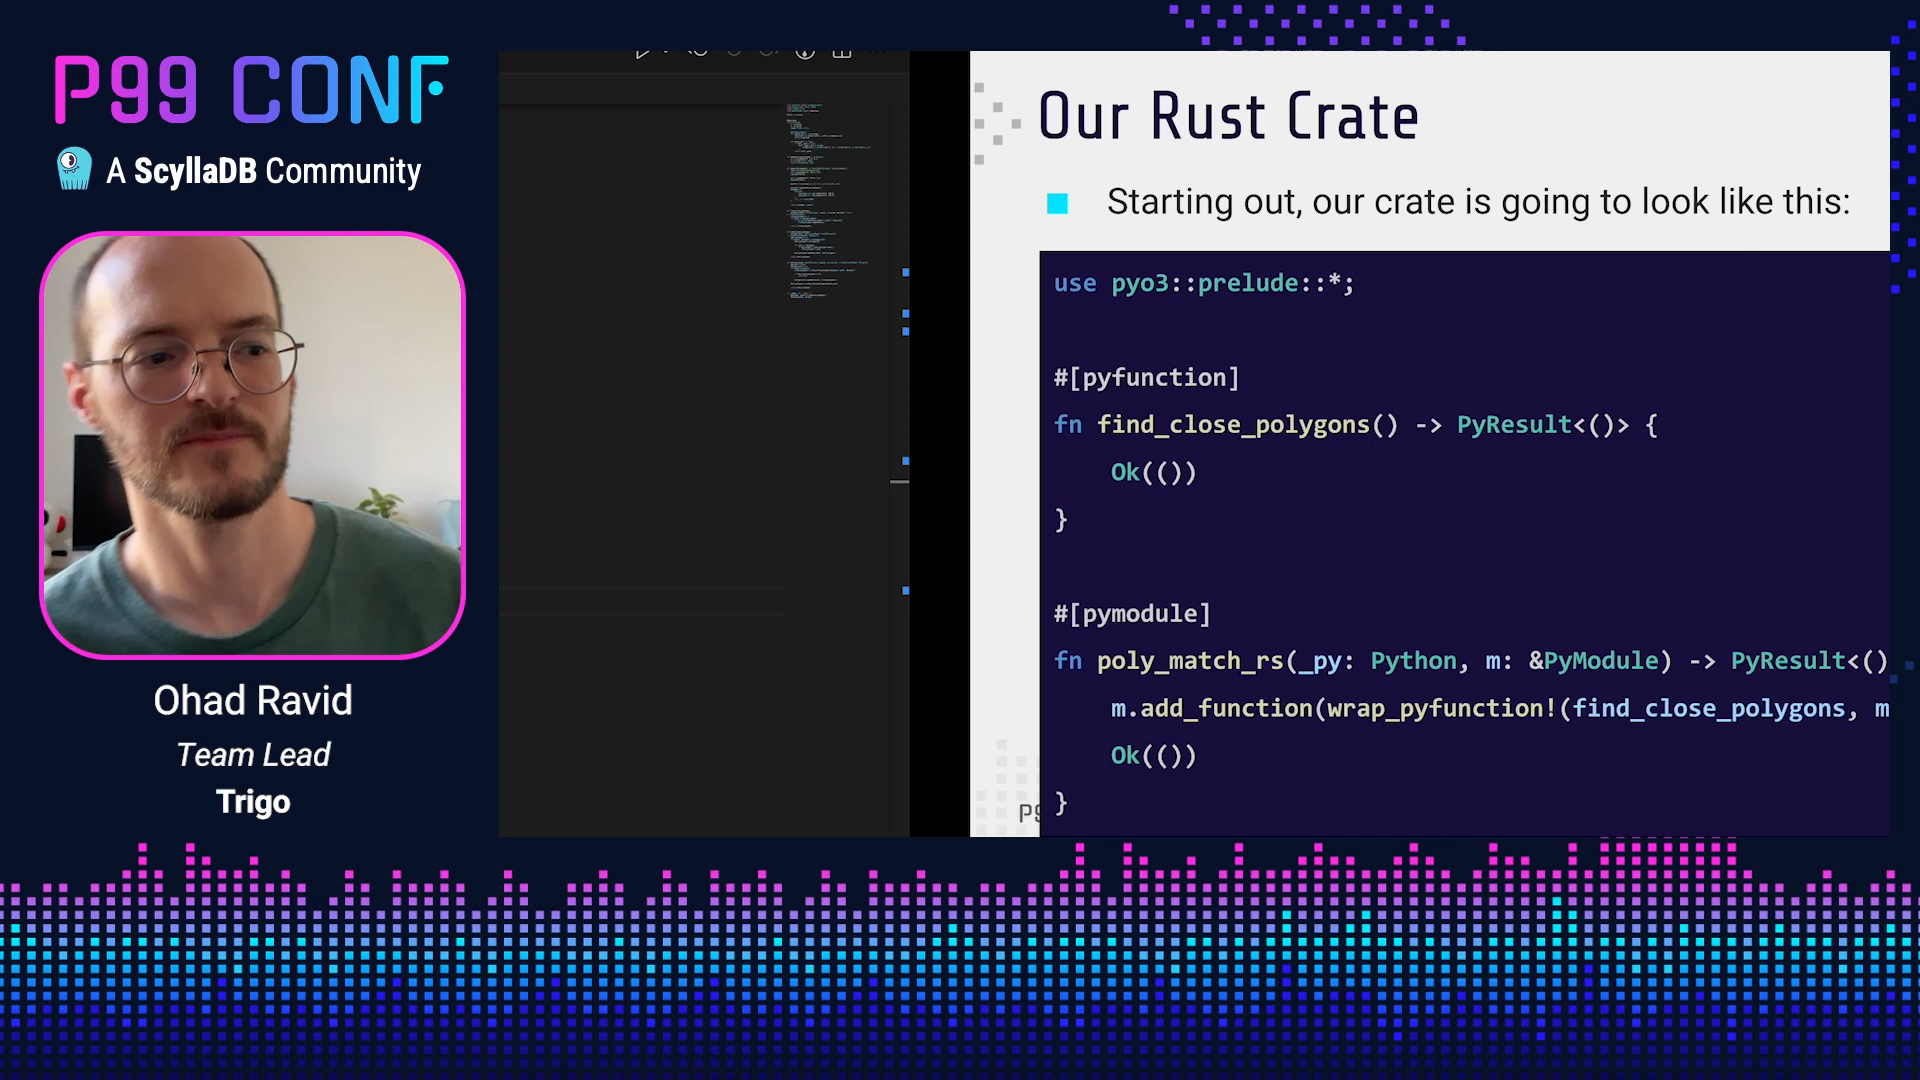 P99 CONF
A ScyllaDB Community
Ohad Ravid
Team Lead
Trigo
Our Rust Crate
Starting out, our crate is going to look like this:
use pyo3::prelude::*;
#[pyfunction]
fn find_close_polygons() -> PyResult<()> {
Ok(())
}
#[pymodule]
fn poly_match_rs(_py: Python, m: &PyModule) -> PyResult<()
m.add_function(wrap_pyfunction!(find_close_polygons, m
Ok(())
}
P9